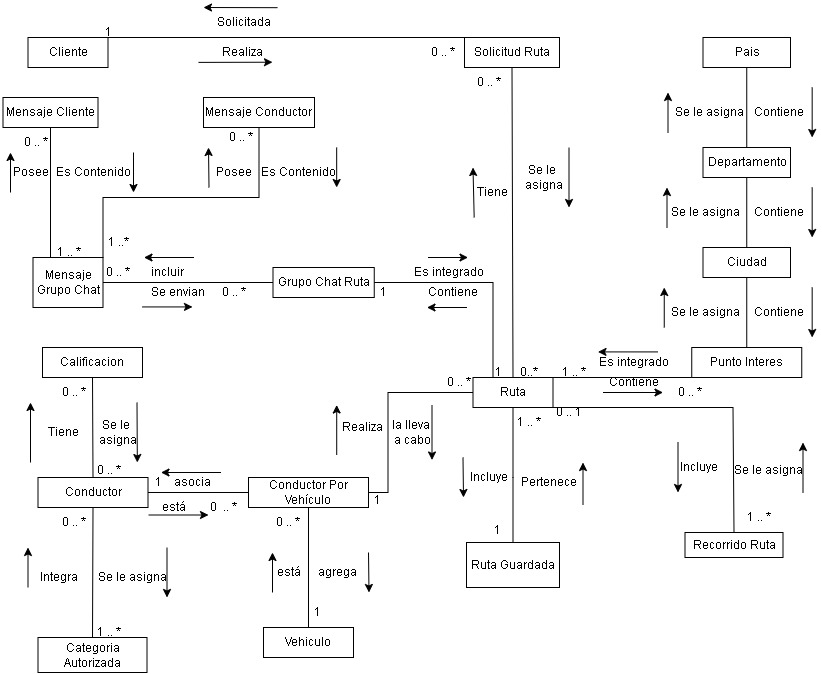 Solicitada
1
Cliente
Realiza
0 .. *
Solicitud Ruta
Pais
0 .. *
Mensaje Cliente
Mensaje Conductor
Se le asigna
Contiene
0 .. *
0 .. *
Posee
Es Contenido
Posee
Es Contenido
Tiene
Se le
asigna
Departamento
Se le asigna
Contiene
1 .. *
1 ..*
Mensaje
Grupo Chat
0 .. *
incluir
Se envian
0 .. *
Grupo Chat Ruta
1
Es integrado
Contiene
Ciudad
Se le asigna
Contiene
Calificacion
1
0..*
1.. *
Es integrado
Contiene
Punto Interes
0 .. *
0 .. *
0.. *
Ruta
0 .. 1
Tiene
Se le
asigna
Realiza
la lleva
a cabo
1 .. *
0 .. *
Conductor
1
asocia
está
0 .. *
Conductor Por
Vehículo
1
Incluye
Pertenece
Incluye
Se le asigna
0 .. *
0 .. *
1
1 .. *
Ruta Guardada
Recorrido Ruta
Integra
Se le asigna
está
agrega
1
1 .. *
Categoria
Autorizada
Vehiculo